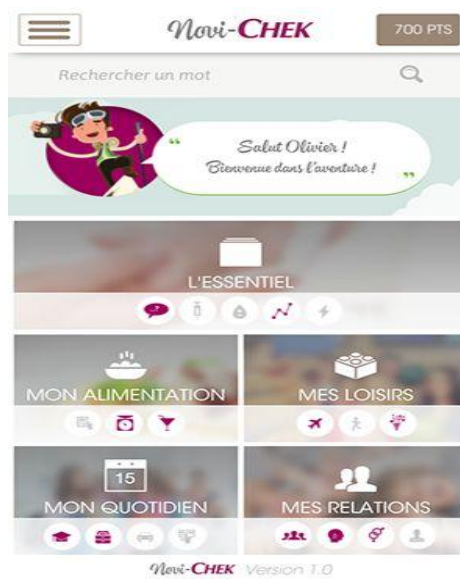 Novi-CHEK
700 PTS
Rechercher un mot
“ Salut Olivier !
Bienvenue dans l'aventure ! ”
L'ESSENTIEL
MON ALIMENTATION
MES LOISIRS
15
MON QUOTIDIEN
MES RELATIONS
Novi-CHEK Version 1.0